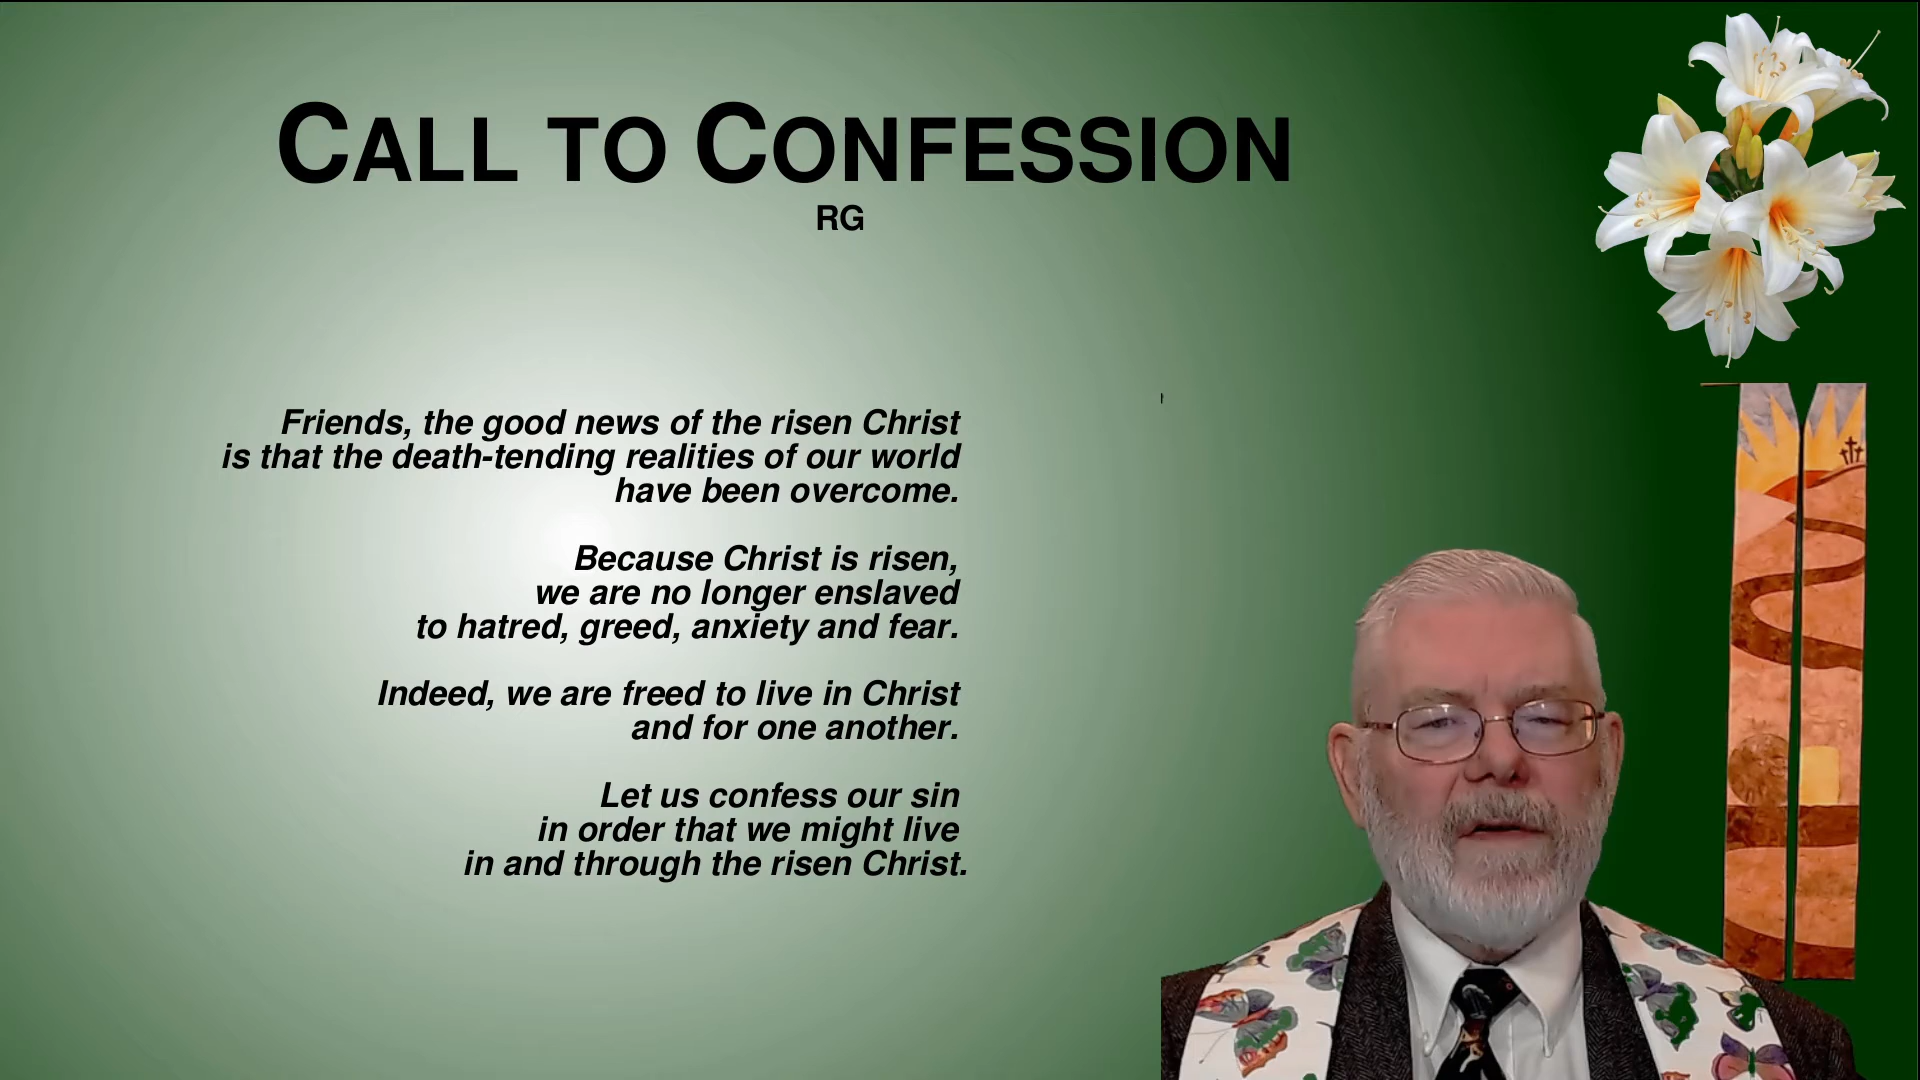 CALL TO CONFESSION
RG
Friends, the good news of the risen Christ
is that the death-tending realities of our world
have been overcome.
Because Christ is risen,
we are no longer enslaved
to hatred, greed, anxiety and fear.
Indeed, we are freed to live in Christ
and for one another.
Let us confess our sin
in order that we might live
in and through the risen Christ.